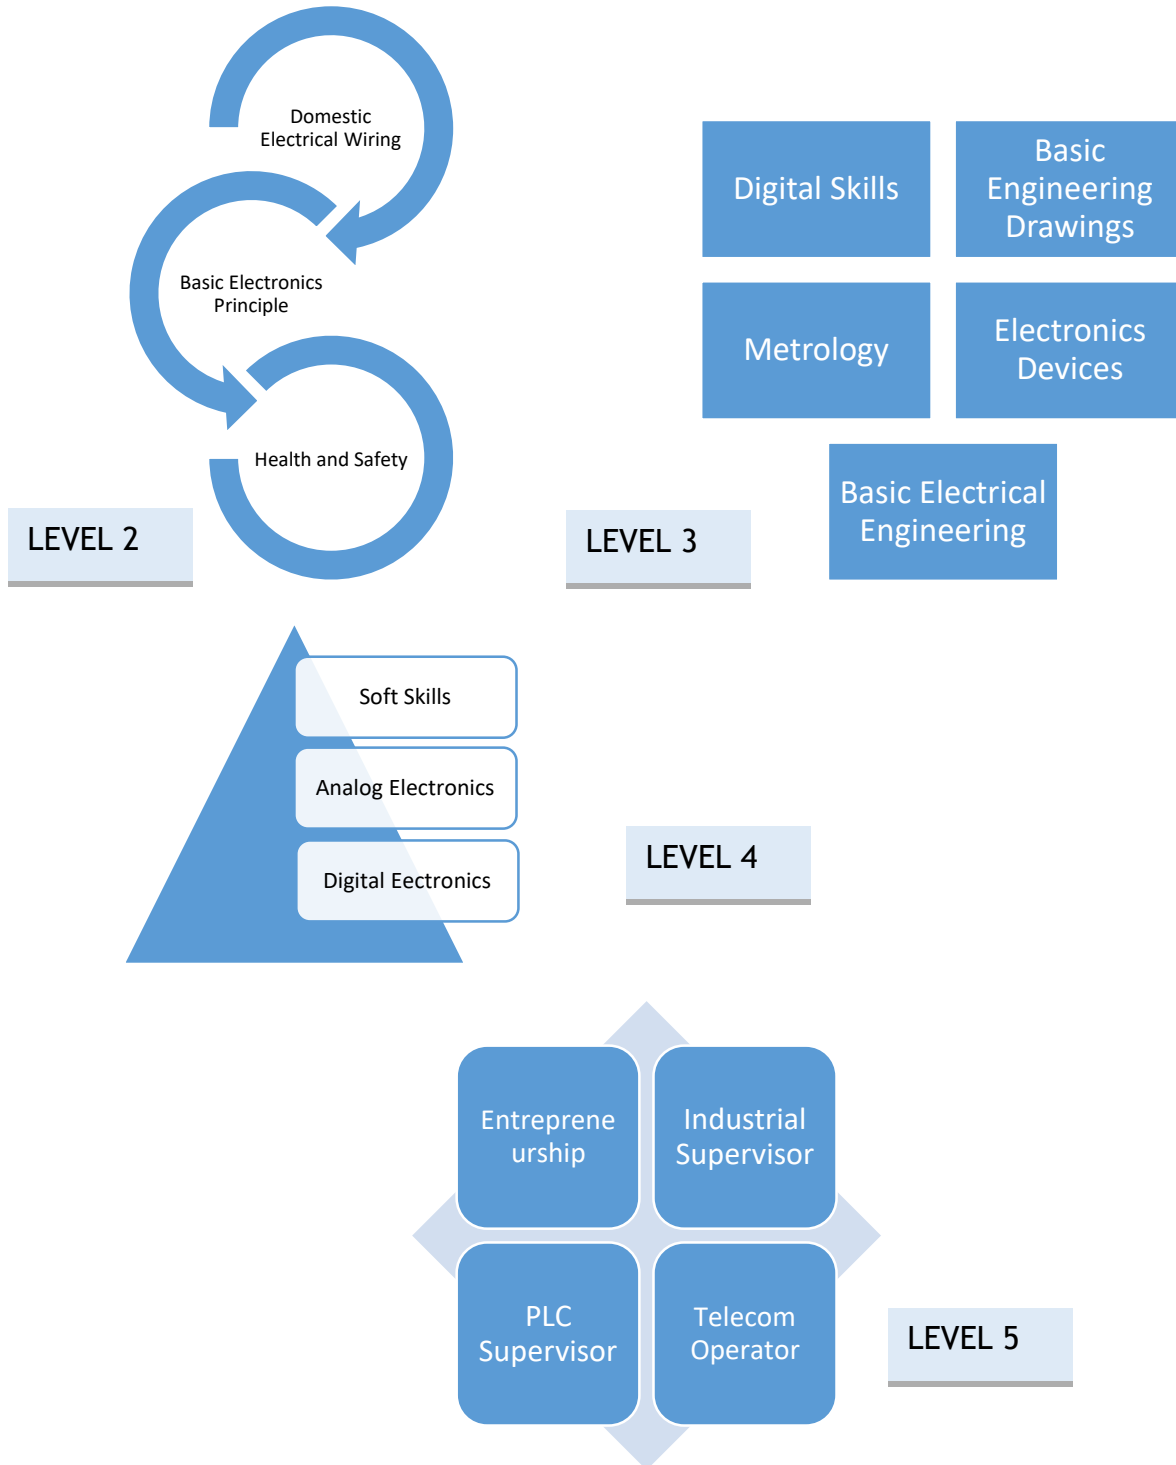 Domestic
Electrical Wiring
Basic Electronics
Principle
Health and Safety
LEVEL 2
Digital Skills
Basic
Engineering
Drawings
Metrology
Electronics
Devices
Basic Electrical
Engineering
LEVEL 3
Soft Skills
Analog Electronics
Digital Eectronics
LEVEL 4
Entreprene
urship
Industrial
Supervisor
PLC
Supervisor
Telecom
Operator
LEVEL 5